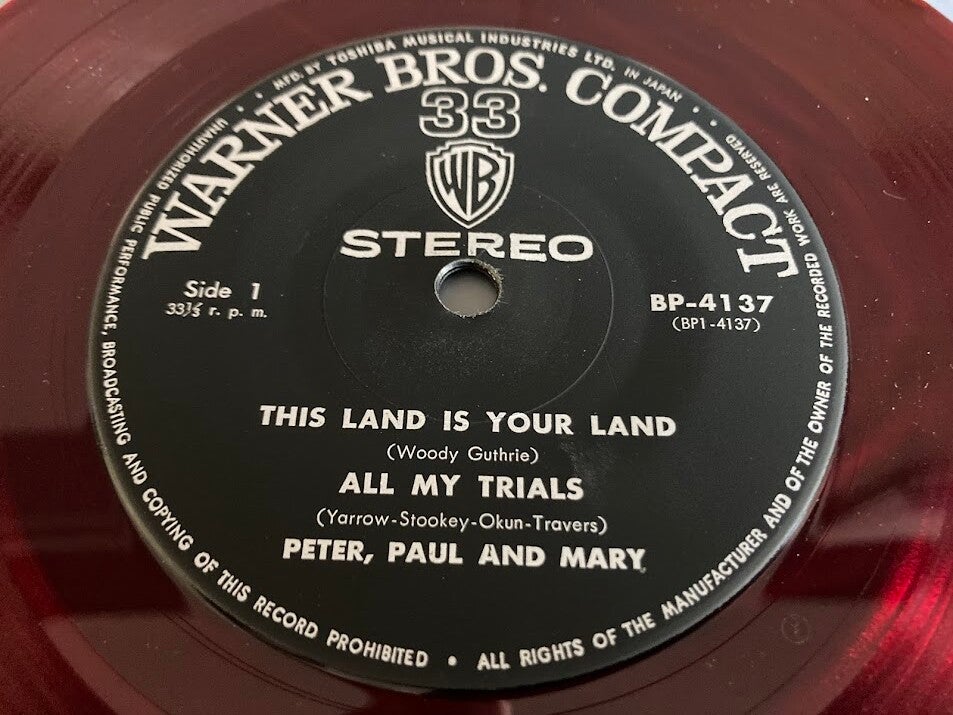 MFD. BY TOSHIBA MUSICAL INDUSTRIES LTD. IN JAPAN
WARNER BROS. COMPACT
33
WB
STEREO
Side 1
33⅓ r. p. m.
BP-4137
(BP1-4137)
THIS LAND IS YOUR LAND
(Woody Guthrie)
ALL MY TRIALS
(Yarrow-Stookey-Okun-Travers)
PETER, PAUL AND MARY
UNAUTHORIZED PUBLIC PERFORMANCE, BROADCASTING AND COPYING OF THIS RECORD PROHIBITED • ALL RIGHTS OF THE MANUFACTURER AND OF THE OWNER OF THE RECORDED WORK ARE RESERVED